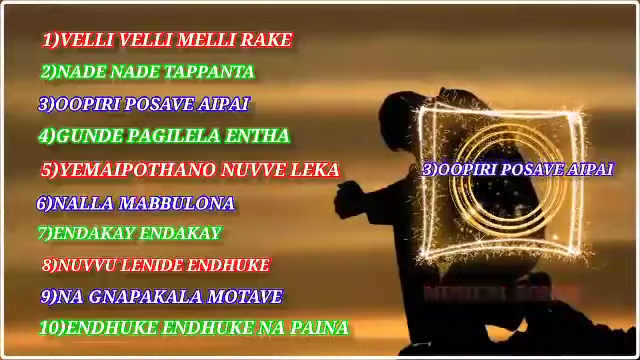 1)VELLI VELLI MELLI RAKE
2)NADE NADE TAPPANTA
3)OOPIRI POSAVE AIPAI
4)GUNDE PAGILELA ENTHA
5)YEMAIPOTHANO NUVVE LEKA
6)NALLA MABBULONA
7)ENDAKAY ENDAKAY
8)NUVVU LENIDE ENDHUKE
9)NA GNAPAKALA MOTAVE
10)ENDHUKE ENDHUKE NA PAINA
3)OOPIRI POSAVE AIPAI